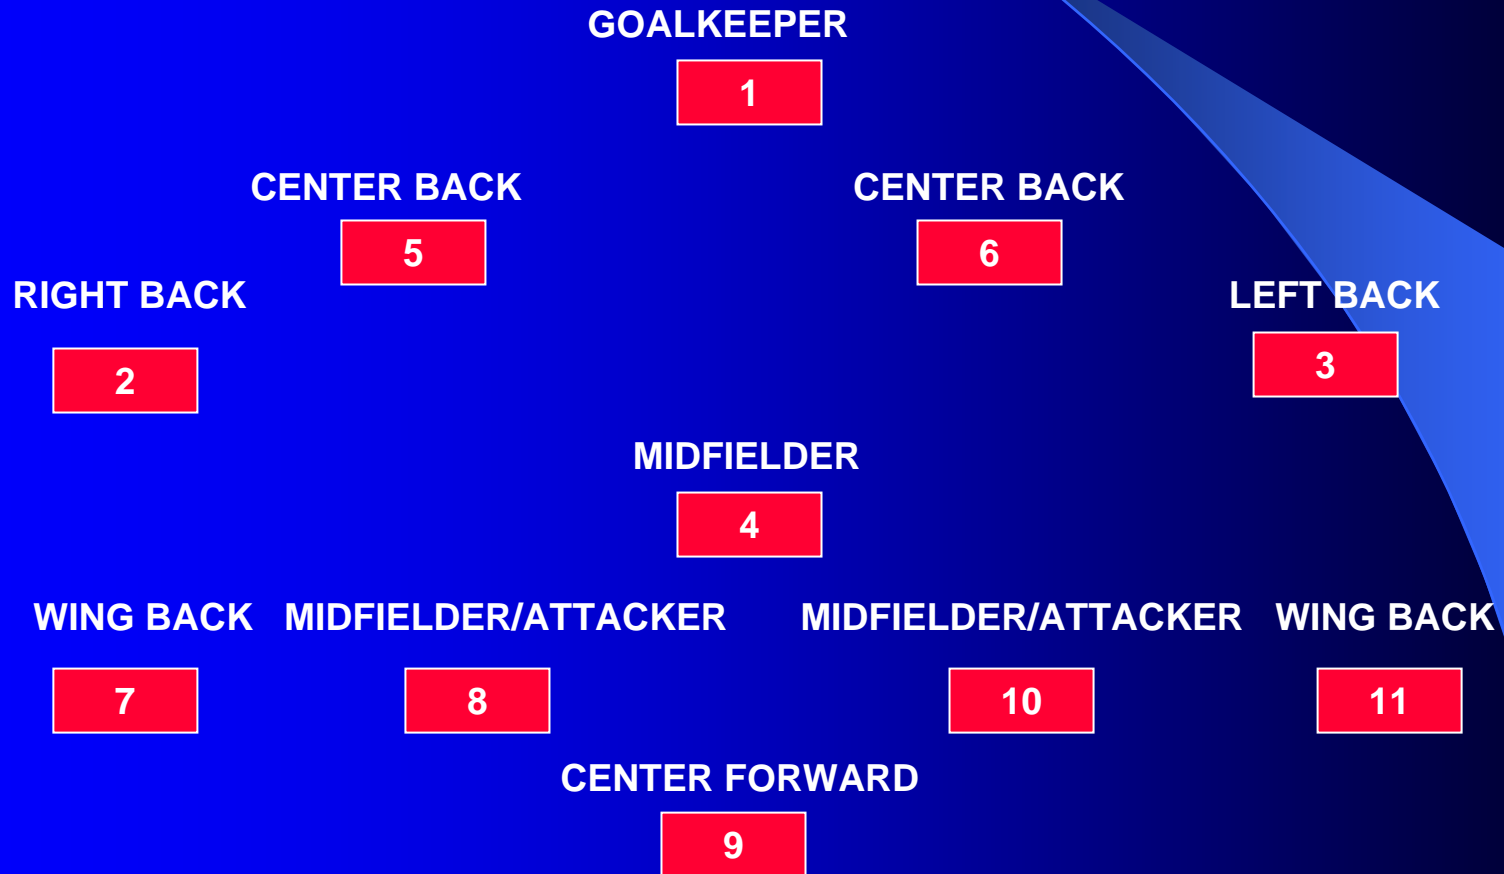 GOALKEEPER
1
CENTER BACK
CENTER BACK
5
6
RIGHT BACK
LEFT BACK
2
3
MIDFIELDER
4
WING BACK
MIDFIELDER/ATTACKER
MIDFIELDER/ATTACKER
WING BACK
7
8
10
11
CENTER FORWARD
9